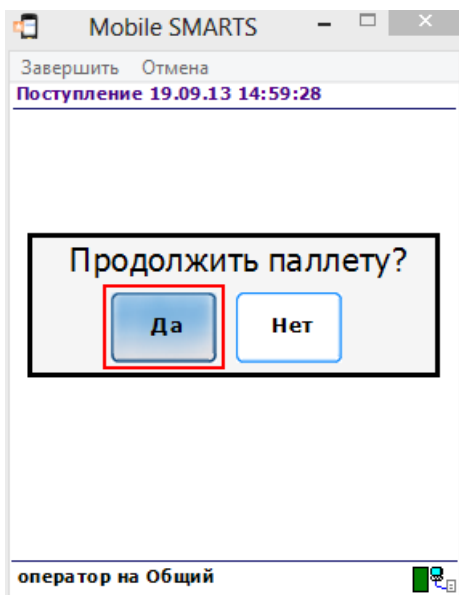 Mobile SMARTS
Завершить Отмена
Поступление 19.09.13 14:59:28
Продолжить паллету?
Да Нет
оператор на Общий